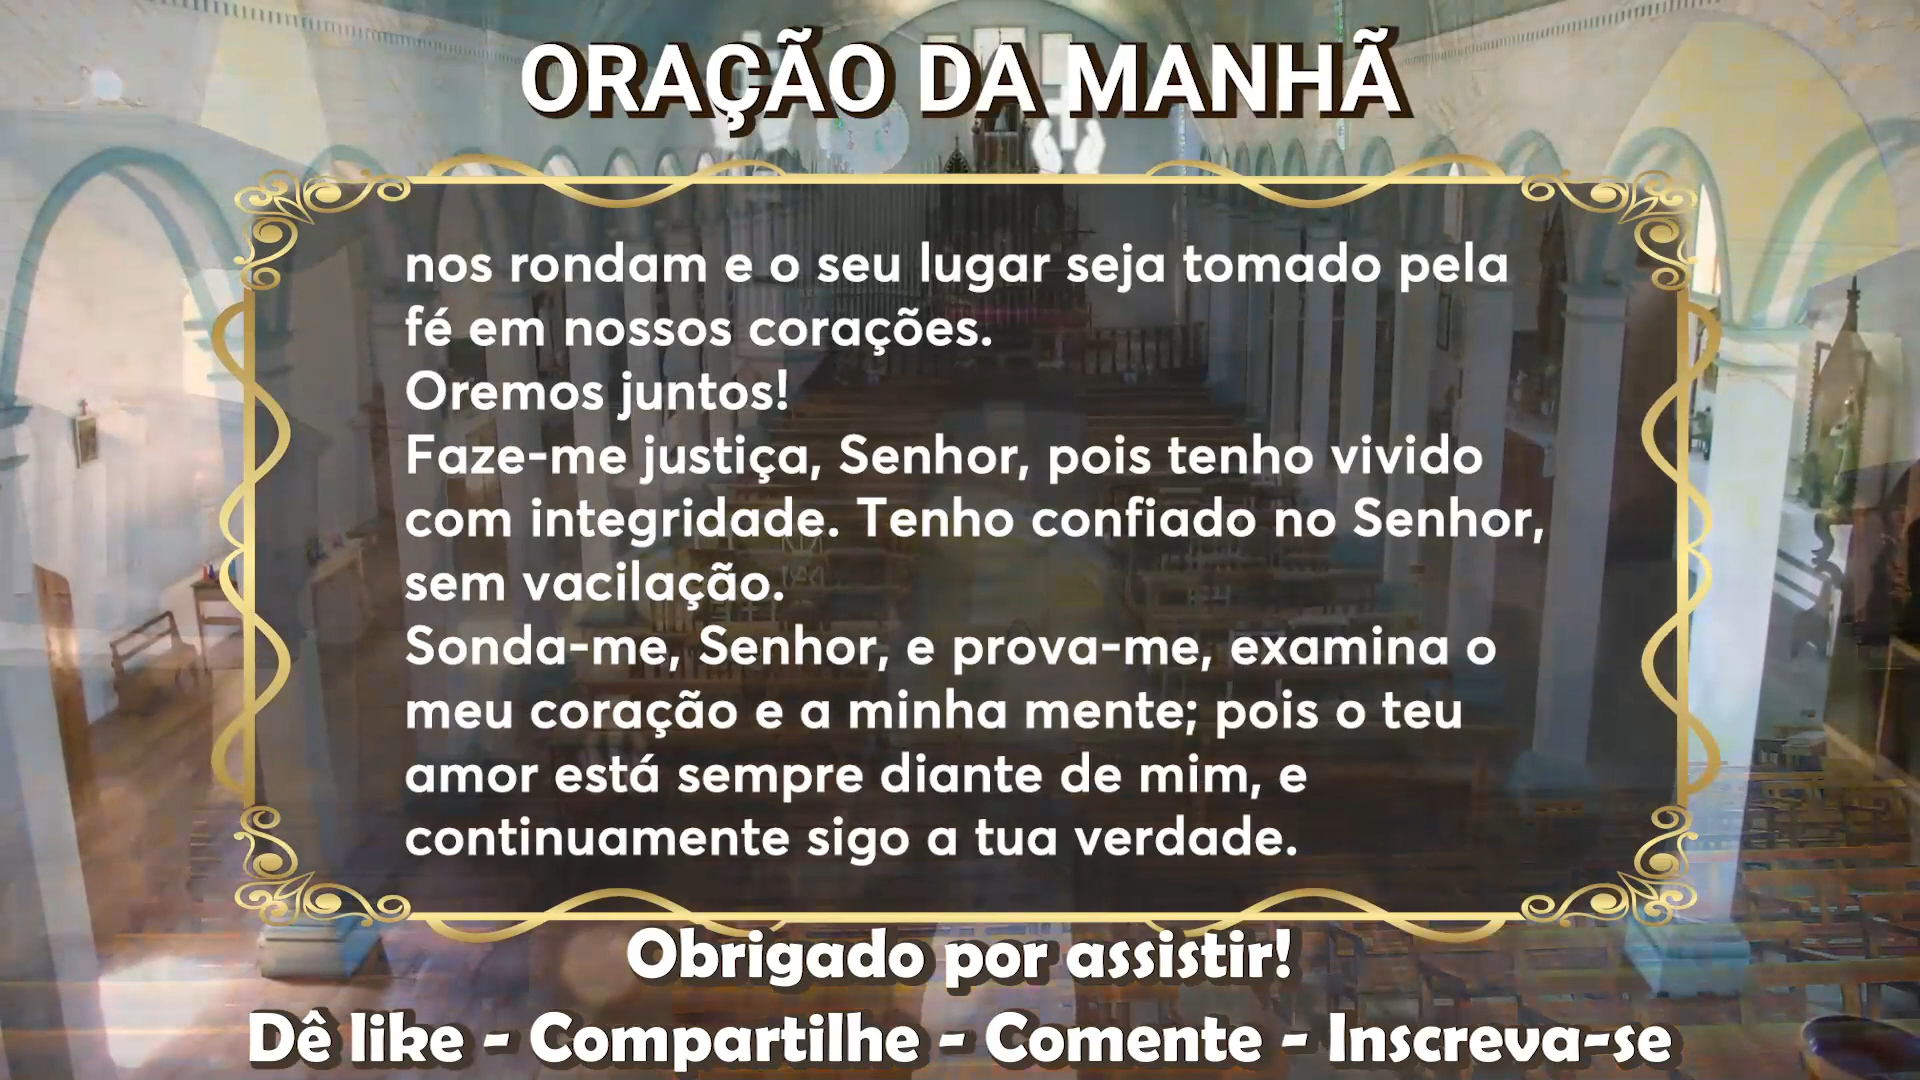 ORAÇÃO DA MANHÃ
nos rondam e o seu lugar seja tomado pela
fé em nossos corações.
Oremos juntos!
Faze-me justiça, Senhor, pois tenho vivido
com integridade. Tenho confiado no Senhor,
sem vacilação.
Sonda-me, Senhor, e prova-me, examina o
meu coração e a minha mente; pois o teu
amor está sempre diante de mim, e
continuamente sigo a tua verdade.
Obrigado por assistir!
Dê like - Compartilhe - Comente - Inscreva-se